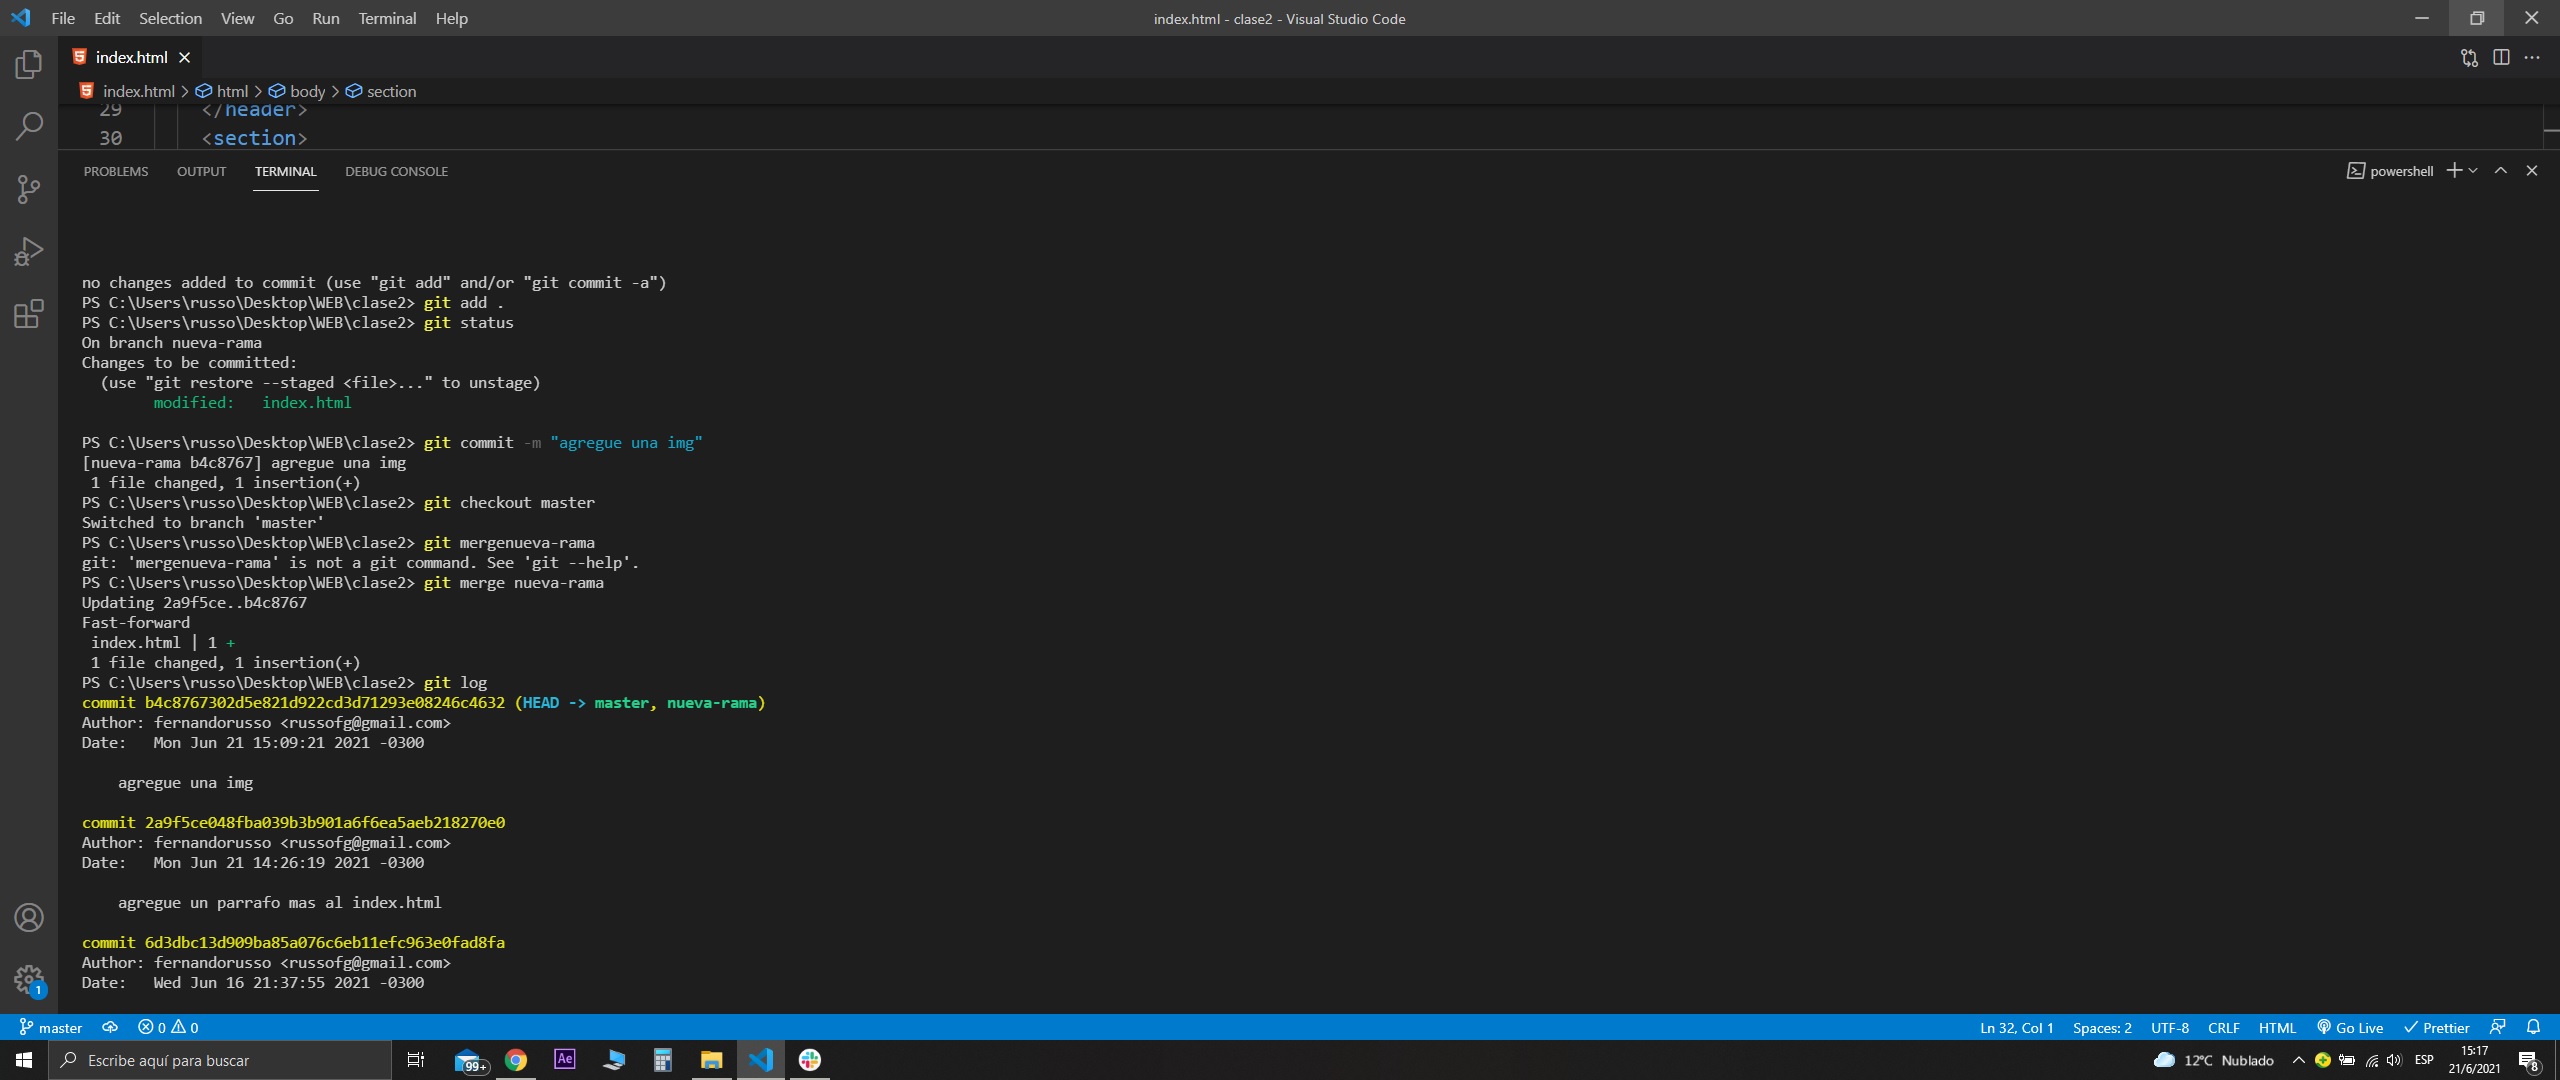 File Edit Selection View Go Run Terminal Help
index.html - clase2 - Visual Studio Code
index.html
index.html > html > body > section
29 </header>
30 <section>
PROBLEMS OUTPUT TERMINAL DEBUG CONSOLE
powershell
no changes added to commit (use "git add" and/or "git commit -a")
PS C:\Users\russo\Desktop\WEB\clase2> git add .
PS C:\Users\russo\Desktop\WEB\clase2> git status
On branch nueva-rama
Changes to be committed:
  (use "git restore --staged <file>..." to unstage)
        modified:   index.html
PS C:\Users\russo\Desktop\WEB\clase2> git commit -m "agregue una img"
[nueva-rama b4c8767] agregue una img
 1 file changed, 1 insertion(+)
PS C:\Users\russo\Desktop\WEB\clase2> git checkout master
Switched to branch 'master'
PS C:\Users\russo\Desktop\WEB\clase2> git mergenueva-rama
git: 'mergenueva-rama' is not a git command. See 'git --help'.
PS C:\Users\russo\Desktop\WEB\clase2> git merge nueva-rama
Updating 2a9f5ce..b4c8767
Fast-forward
 index.html | 1 +
 1 file changed, 1 insertion(+)
PS C:\Users\russo\Desktop\WEB\clase2> git log
commit b4c8767302d5e821d922cd3d71293e08246c4632 (HEAD -> master, nueva-rama)
Author: fernandorusso <russofg@gmail.com>
Date:   Mon Jun 21 15:09:21 2021 -0300
    agregue una img
commit 2a9f5ce048fba039b3b901a6f6ea5aeb218270e0
Author: fernandorusso <russofg@gmail.com>
Date:   Mon Jun 21 14:26:19 2021 -0300
    agregue un parrafo mas al index.html
commit 6d3dbc13d909ba85a076c6eb11efc963e0fad8fa
Author: fernandorusso <russofg@gmail.com>
Date:   Wed Jun 16 21:37:55 2021 -0300
1
master 0 0 Ln 32, Col 1 Spaces: 2 UTF-8 CRLF HTML Go Live Prettier
Escribe aquí para buscar 99+ Ae 12°C Nublado ESP 15:17
21/6/2021 8